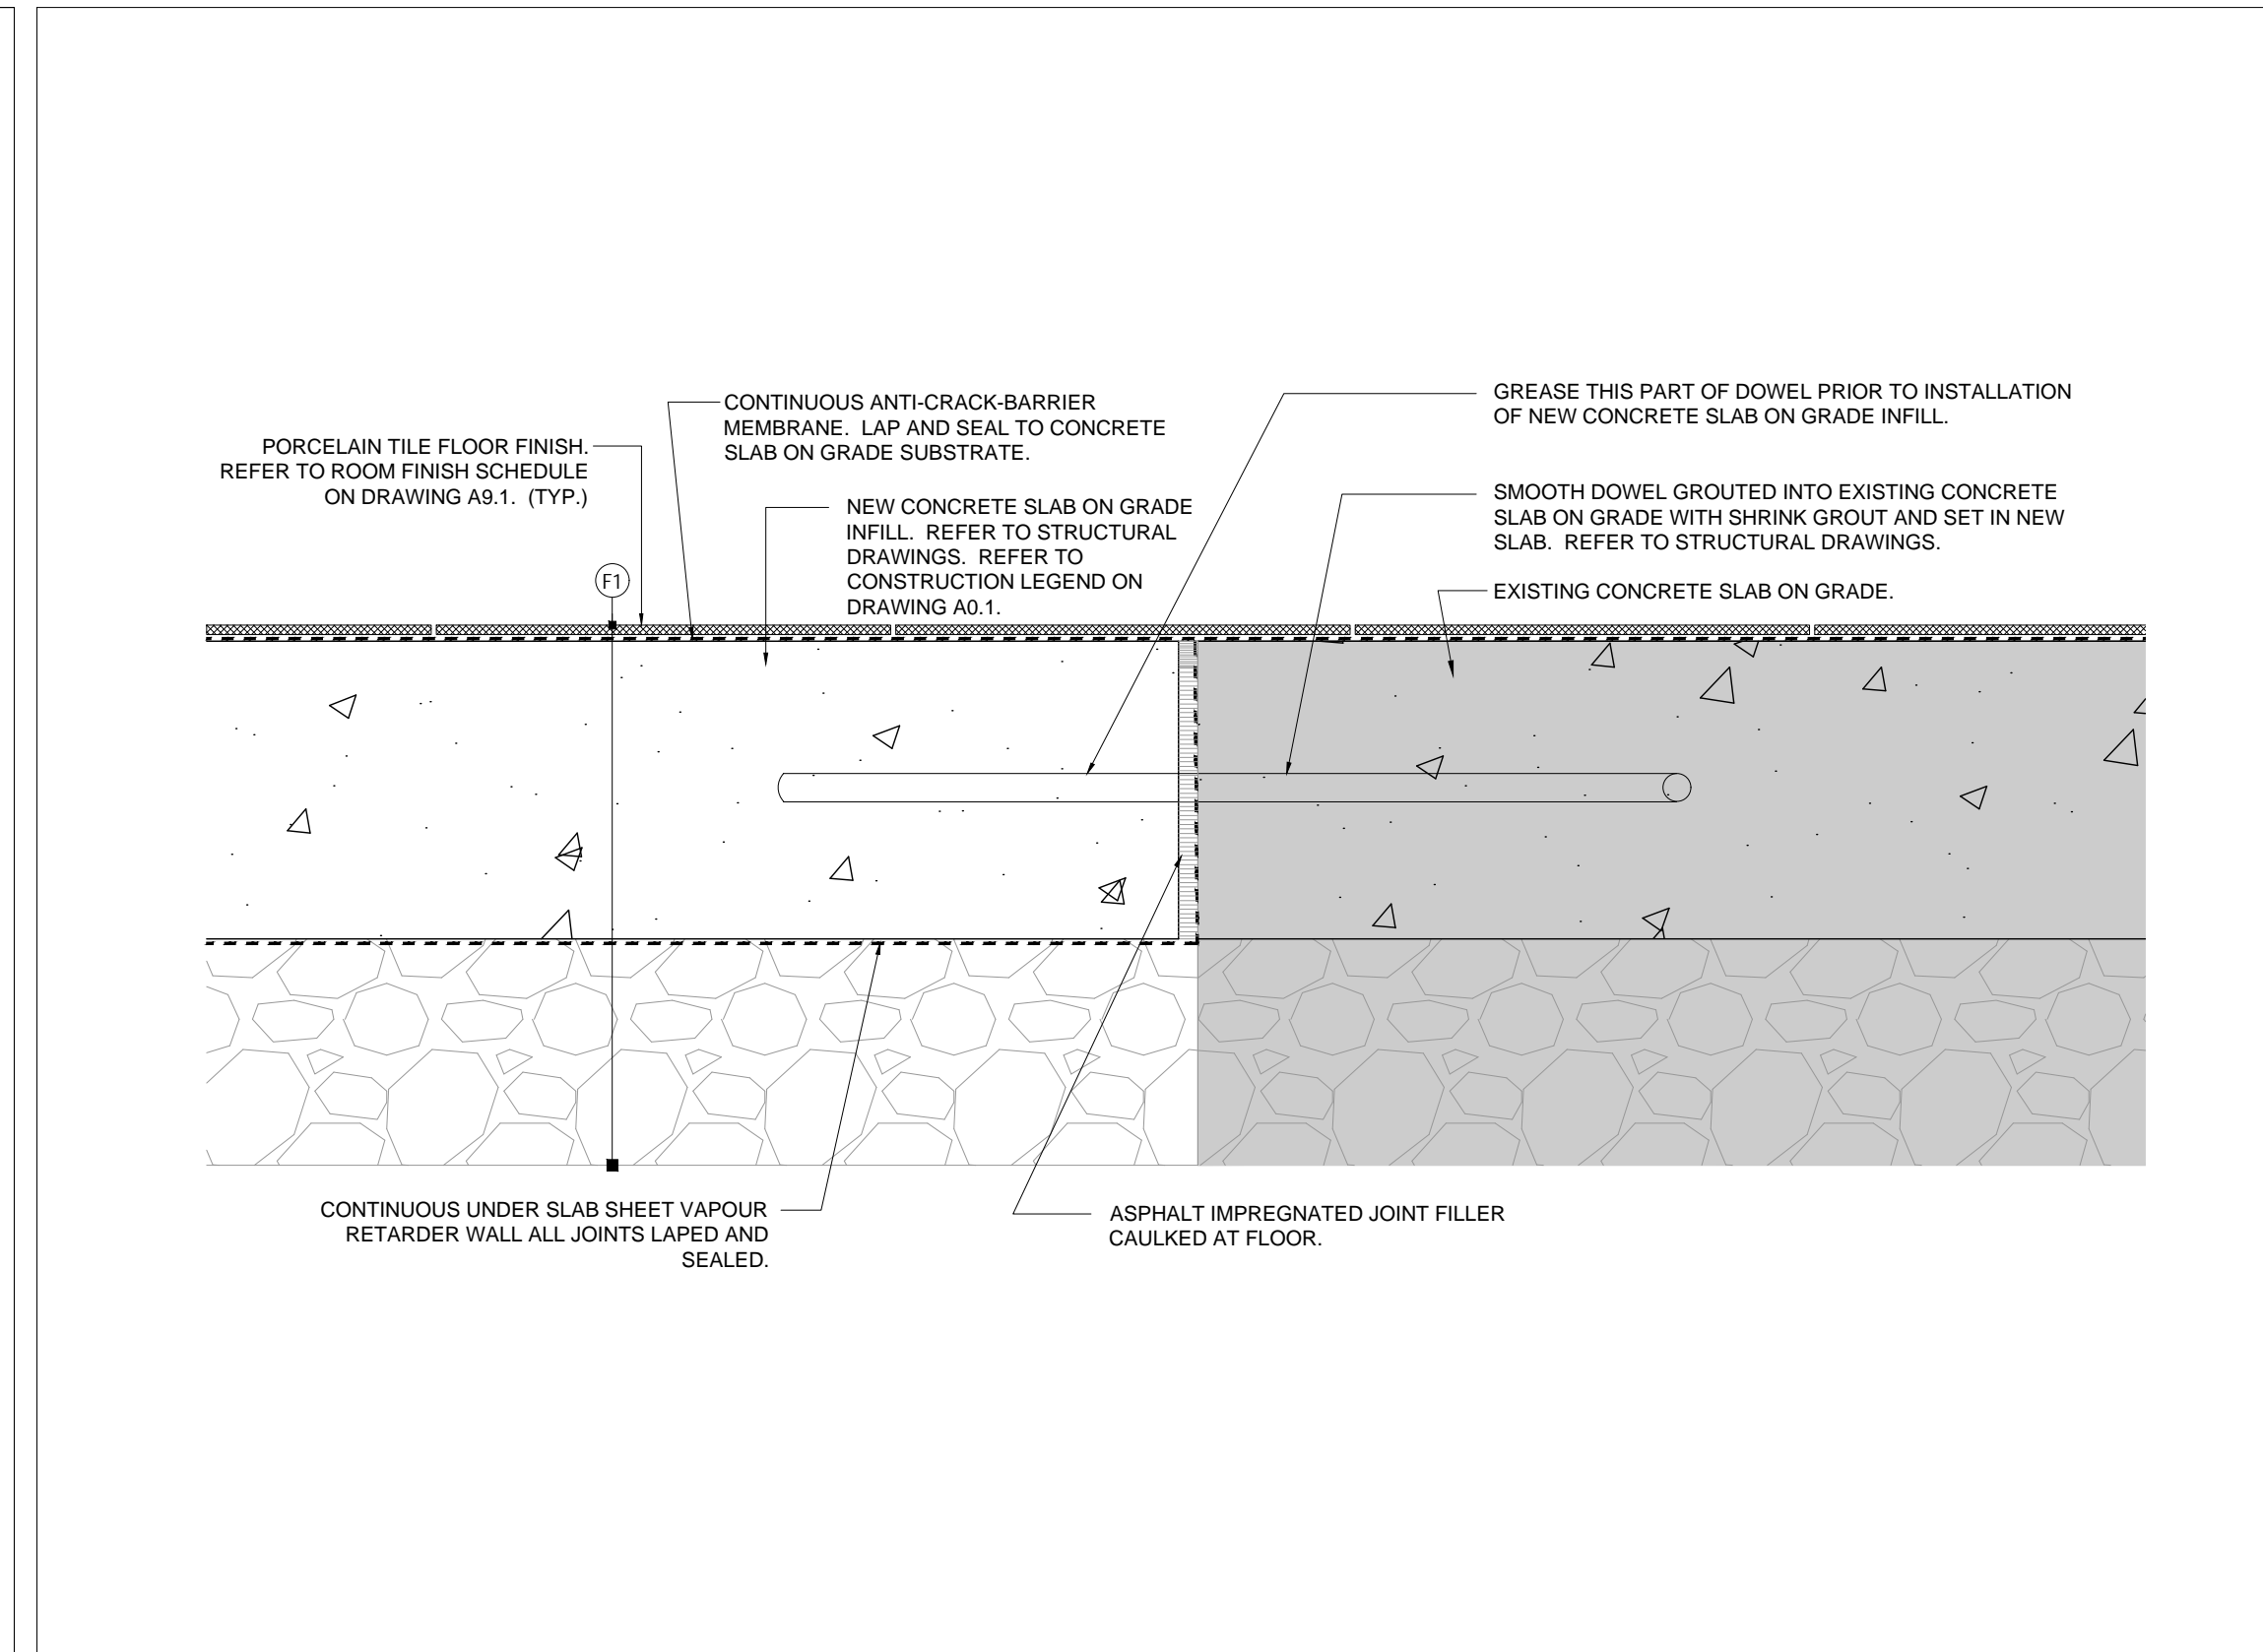 PORCELAIN TILE FLOOR FINISH.
REFER TO ROOM FINISH SCHEDULE
ON DRAWING A9.1. (TYP.)
CONTINUOUS ANTI-CRACK-BARRIER
MEMBRANE. LAP AND SEAL TO CONCRETE
SLAB ON GRADE SUBSTRATE.
NEW CONCRETE SLAB ON GRADE
INFILL. REFER TO STRUCTURAL
DRAWINGS. REFER TO
CONSTRUCTION LEGEND ON
DRAWING A0.1.
F1
GREASE THIS PART OF DOWEL PRIOR TO INSTALLATION
OF NEW CONCRETE SLAB ON GRADE INFILL.
SMOOTH DOWEL GROUTED INTO EXISTING CONCRETE
SLAB ON GRADE WITH SHRINK GROUT AND SET IN NEW
SLAB. REFER TO STRUCTURAL DRAWINGS.
EXISTING CONCRETE SLAB ON GRADE.
CONTINUOUS UNDER SLAB SHEET VAPOUR
RETARDER WALL ALL JOINTS LAPED AND
SEALED.
ASPHALT IMPREGNATED JOINT FILLER
CAULKED AT FLOOR.